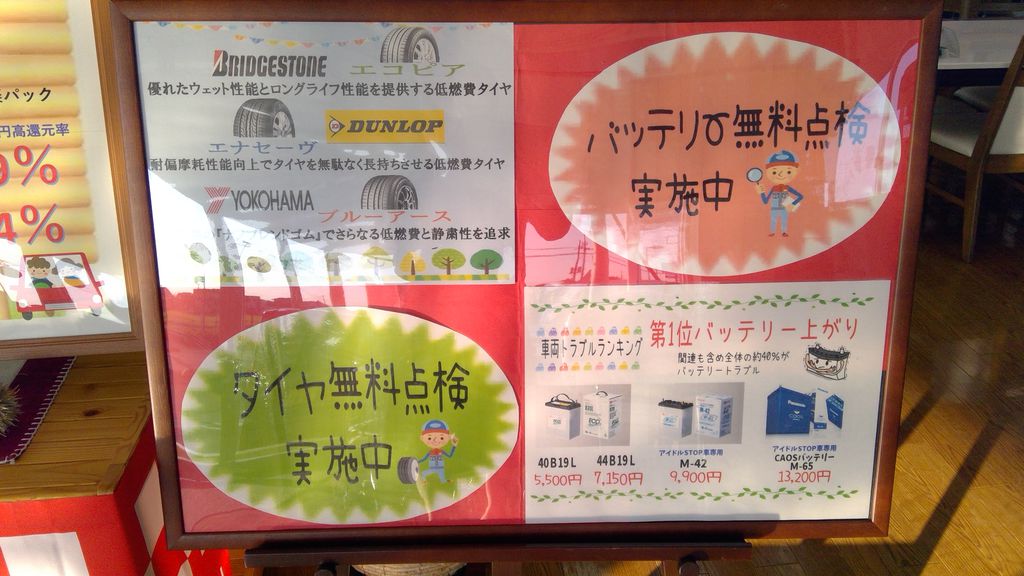 パック
円高還元率
9%
4%
BRIDGESTONE
エコピア
優れたウェット性能とロングライフ性能を提供する低燃費タイヤ
DUNLOP
エナセーヴ
耐偏摩耗性能向上でタイヤを無駄なく長持ちさせる低燃費タイヤ
YOKOHAMA
ブルーアース
ンドゴム』でさらなる低燃費と静粛性を追求
バッテリの無料点検
実施中
タイヤ無料点検
実施中
車両トラブルランキング
第1位バッテリー上がり
関連も含め全体の約40%が
バッテリートラブル
Panasonic
40B19L
5,500円
44B19L
7,150円
アイドルSTOP車専用
M-42
9,900円
アイドルSTOP車専用
CAOSバッテリー
M-65
13,200円